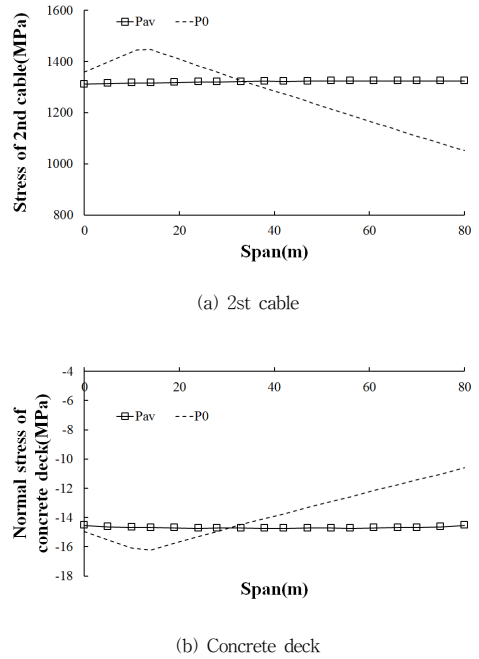 1600
1400
1200
1000
800
Stress of 2nd cable(MPa)
Pav
P0
0
20
40
60
80
Span(m)
(a) 2st cable
-4
-6
-8
-10
-12
-14
-16
-18
Normal stress of
concrete deck(MPa)
0
20
40
60
80
Pav
P0
Span(m)
(b) Concrete deck